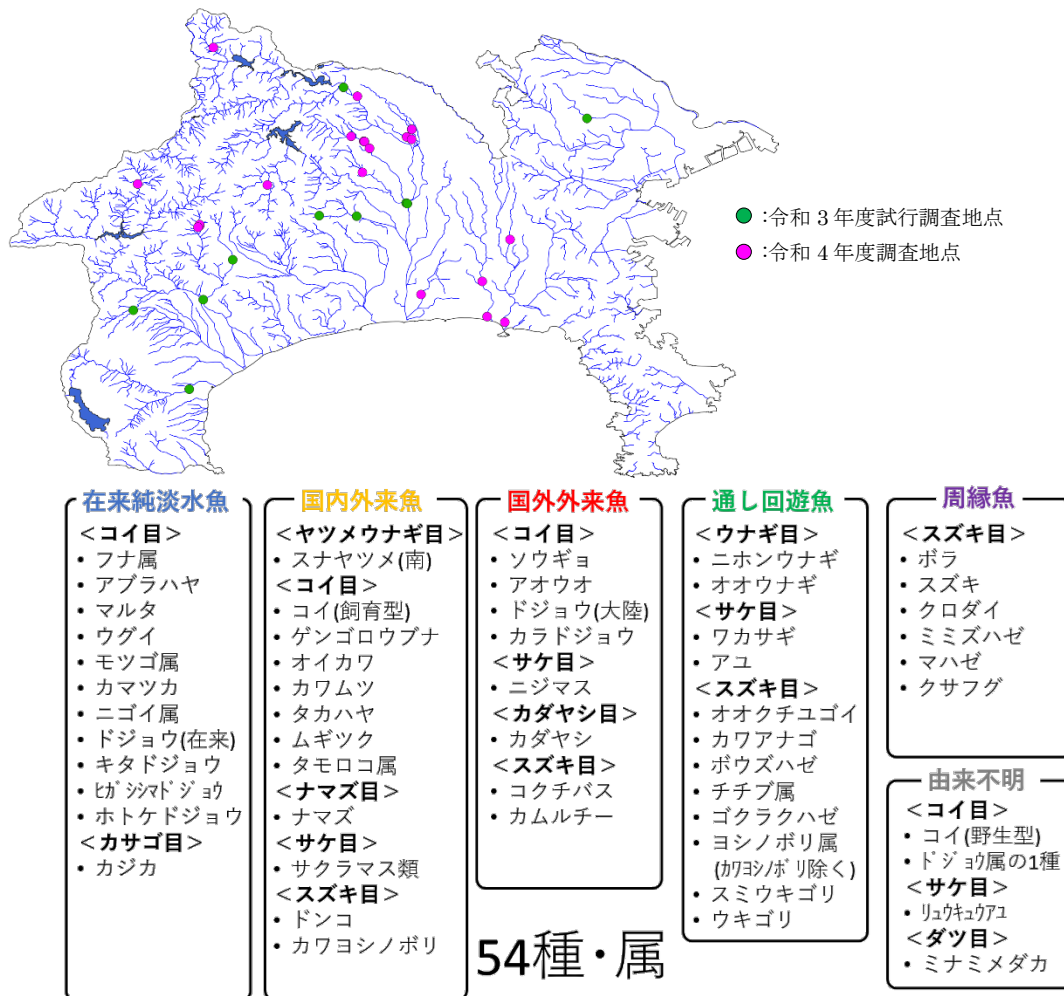 :令和3年度試行調査地点
:令和4年度調査地点
在来純淡水魚
<コイ目>
• フナ属
• アブラハヤ
• マルタ
• ウグイ
• モツゴ属
• カマツカ
• ニゴイ属
• ドジョウ(在来)
• キタドジョウ
• ﾋｶﾞｼｼﾏﾄﾞｼﾞｮｳ
• ホトケドジョウ
<カサゴ目>
• カジカ
国内外来魚
<ヤツメウナギ目>
• スナヤツメ(南)
<コイ目>
• コイ(飼育型)
• ゲンゴロウブナ
• オイカワ
• カワムツ
• タカハヤ
• ムギツク
• タモロコ属
<ナマズ目>
• ナマズ
<サケ目>
• サクラマス類
<スズキ目>
• ドンコ
• カワヨシノボリ
国外外来魚
<コイ目>
• ソウギョ
• アオウオ
• ドジョウ(大陸)
• カラドジョウ
<サケ目>
• ニジマス
<カダヤシ目>
• カダヤシ
<スズキ目>
• コクチバス
• カムルチー
54種・属
通し回遊魚
<ウナギ目>
• ニホンウナギ
• オオウナギ
<サケ目>
• ワカサギ
• アユ
<スズキ目>
• オオクチユゴイ
• カワアナゴ
• ボウズハゼ
• チチブ属
• ゴクラクハゼ
• ヨシノボリ属
(ｶﾜﾖｼﾉﾎﾞﾘ除く)
• スミウキゴリ
• ウキゴリ
周縁魚
<スズキ目>
• ボラ
• スズキ
• クロダイ
• ミミズハゼ
• マハゼ
• クサフグ
由来不明
<コイ目>
• コイ(野生型)
• ﾄﾞｼﾞｮｳ属の1種
<サケ目>
• ﾘｭｳｷｭｳｱﾕ
<ダツ目>
• ミナミメダカ